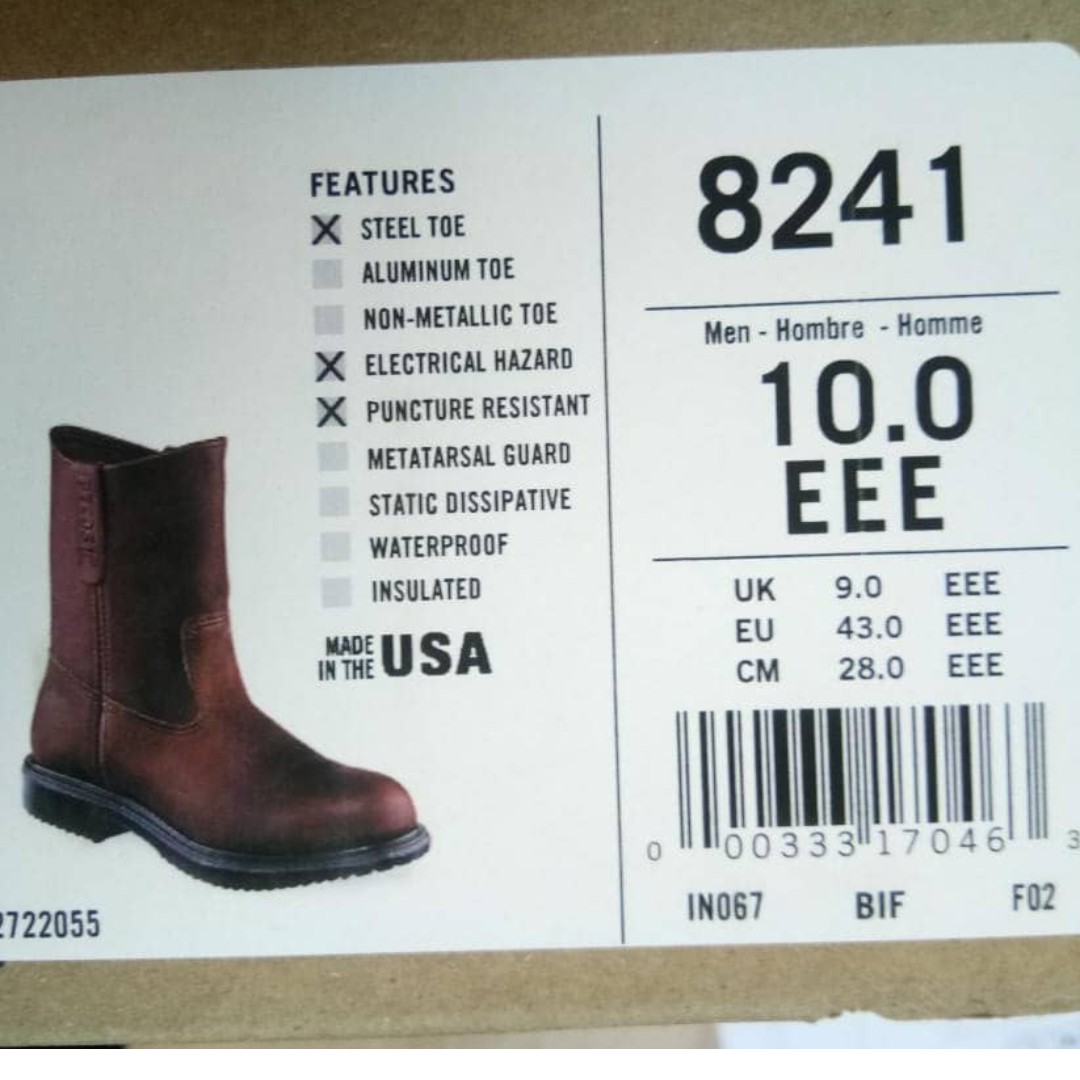 FEATURES
X STEEL TOE
ALUMINUM TOE
NON-METALLIC TOE
X ELECTRICAL HAZARD
X PUNCTURE RESISTANT
METATARSAL GUARD
STATIC DISSIPATIVE
WATERPROOF
INSULATED
MADE IN THE USA
2722055
8241
Men - Hombre - Homme
10.0
EEE
UK 9.0 EEE
EU 43.0 EEE
CM 28.0 EEE
0 00333 17046 3
IN067 BIF F02